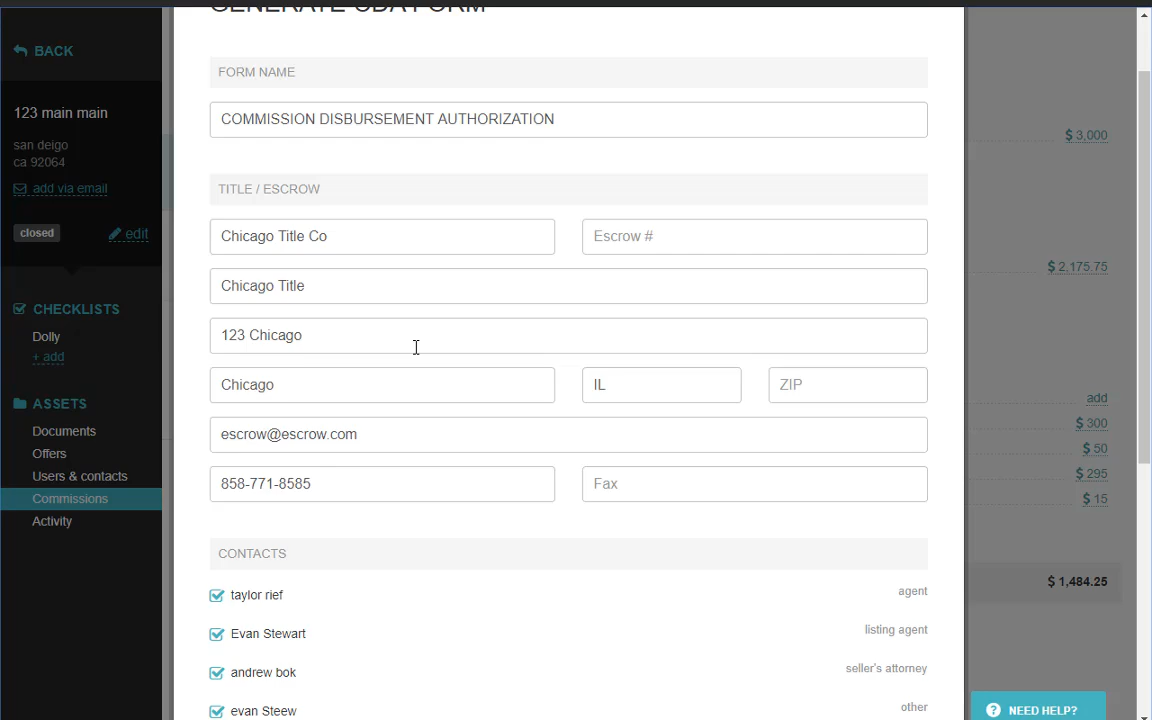 GENERATE CDA FORM
BACK
FORM NAME
123 main main
COMMISSION DISBURSEMENT AUTHORIZATION
$ 3,000
san deigo
ca 92064
add via email
TITLE / ESCROW
closed
edit
Chicago Title Co
Escrow #
$ 2,175.75
Chicago Title
CHECKLISTS
Dolly
+ add
123 Chicago
Chicago
IL
ZIP
ASSETS
add
$ 300
Documents
escrow@escrow.com
Offers
$ 50
Users & contacts
858-771-8585
Fax
$ 295
Commissions
$ 15
Activity
CONTACTS
taylor rief
agent
$ 1,484.25
Evan Stewart
listing agent
andrew bok
seller's attorney
evan Steew
other
NEED HELP?